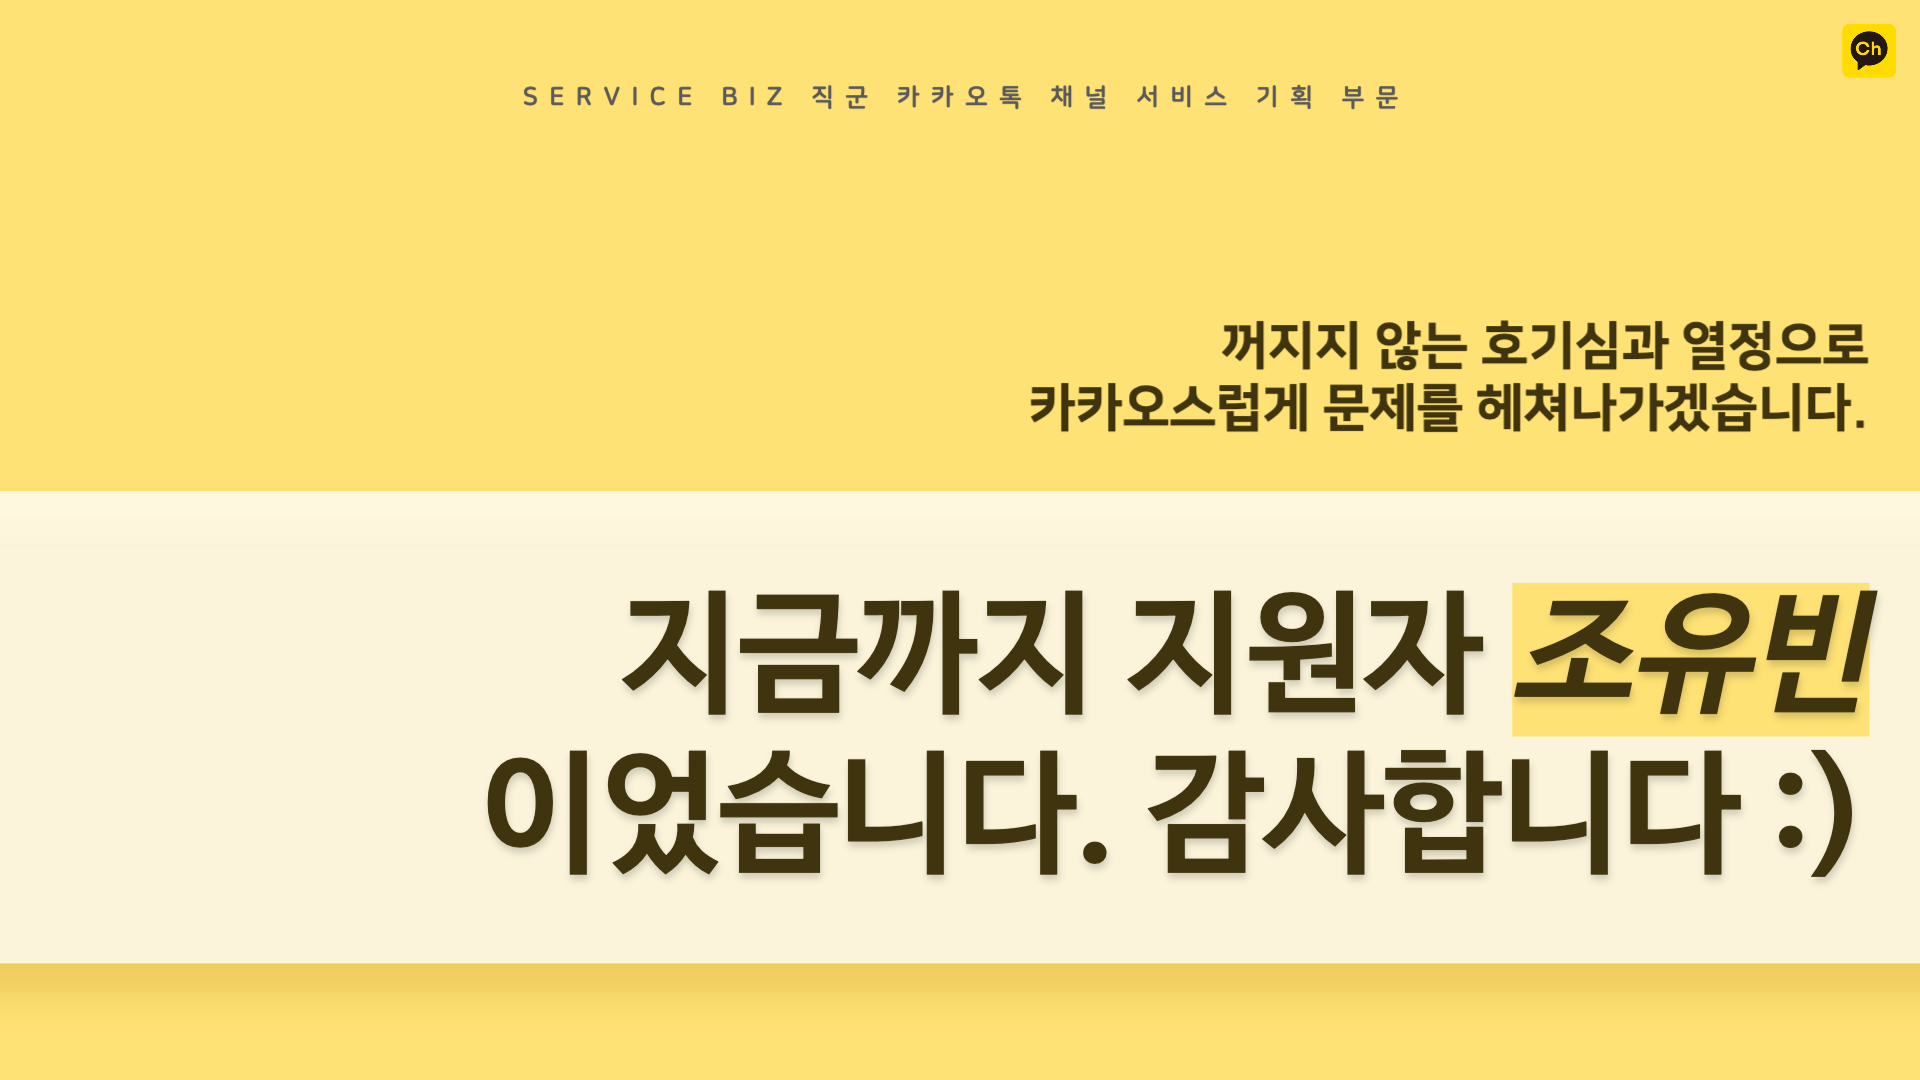 Ch
SERVICE BIZ 직군 카카오톡 채널 서비스 기획 부문
꺼지지 않는 호기심과 열정으로
카카오스럽게 문제를 헤쳐나가겠습니다.
지금까지 지원자 조유빈
이었습니다. 감사합니다 :)